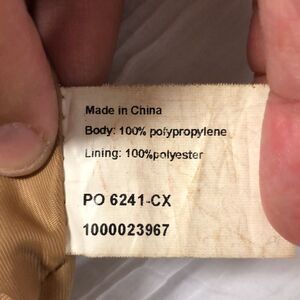 Made in China
Body: 100% polypropylene
Lining: 100%polyester
PO 6241-CX
1000023967